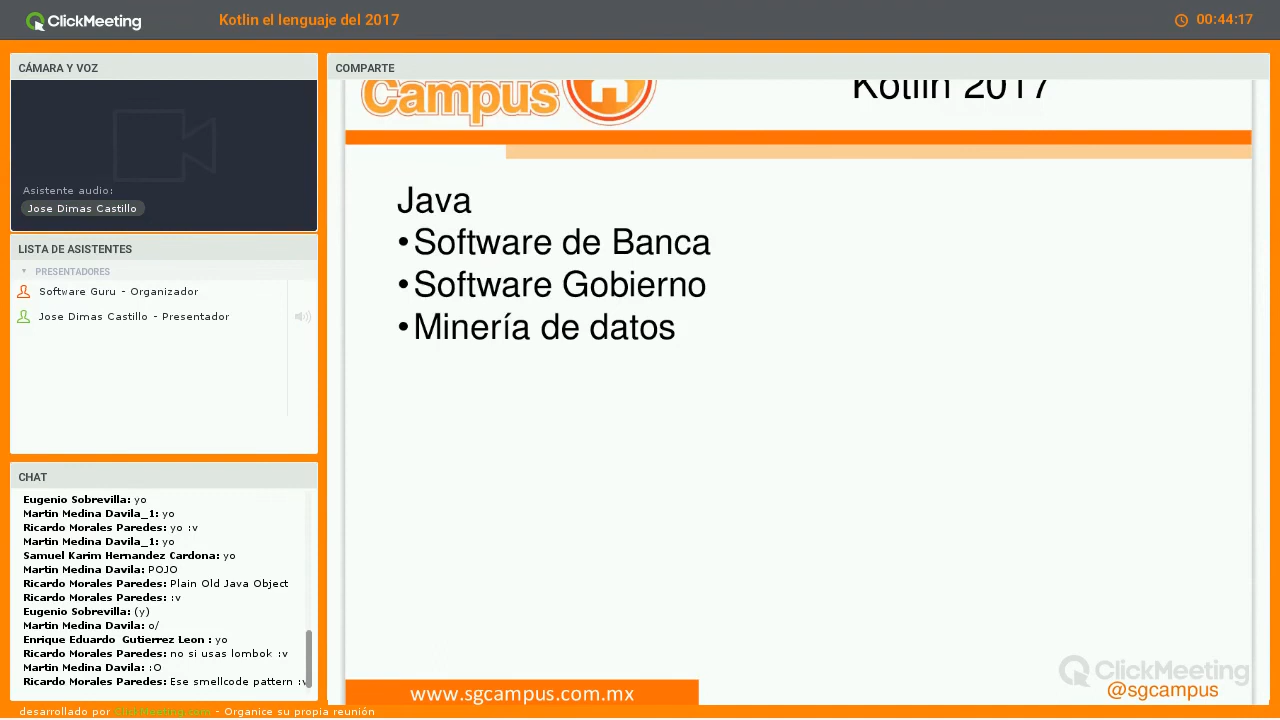 ClickMeeting
Kotlin el lenguaje del 2017
00:44:17
CÁMARA Y VOZ
Asistente audio:
Jose Dimas Castillo
LISTA DE ASISTENTES
PRESENTADORES
Software Guru - Organizador
Jose Dimas Castillo - Presentador
CHAT
Eugenio Sobrevilla: yo
Martin Medina Davila_1: yo
Ricardo Morales Paredes: yo :v
Martin Medina Davila_1: yo
Samuel Karim Hernandez Cardona: yo
Martin Medina Davila: POJO
Ricardo Morales Paredes: Plain Old Java Object
Ricardo Morales Paredes: :v
Eugenio Sobrevilla: (y)
Martin Medina Davila: o/
Enrique Eduardo Gutierrez Leon : yo
Ricardo Morales Paredes: no si usas lombok :v
Martin Medina Davila: :O
Ricardo Morales Paredes: Ese smellcode pattern :v
desarrollado por ClickMeeting.com - Organice su propia reunión
COMPARTE
Campus
Kotlin 2017
Java
•Software de Banca
•Software Gobierno
•Minería de datos
www.sgcampus.com.mx
ClickMeeting
@sgcampus